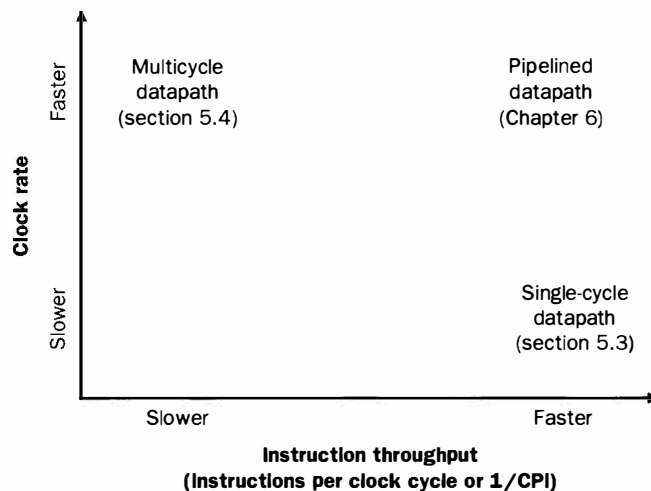 Clock rate
Faster
Slower
Multicycle
datapath
(section 5.4)
Pipelined
datapath
(Chapter 6)
Single-cycle
datapath
(section 5.3)
Slower
Faster
Instruction throughput
(instructions per clock cycle or 1/CPI)